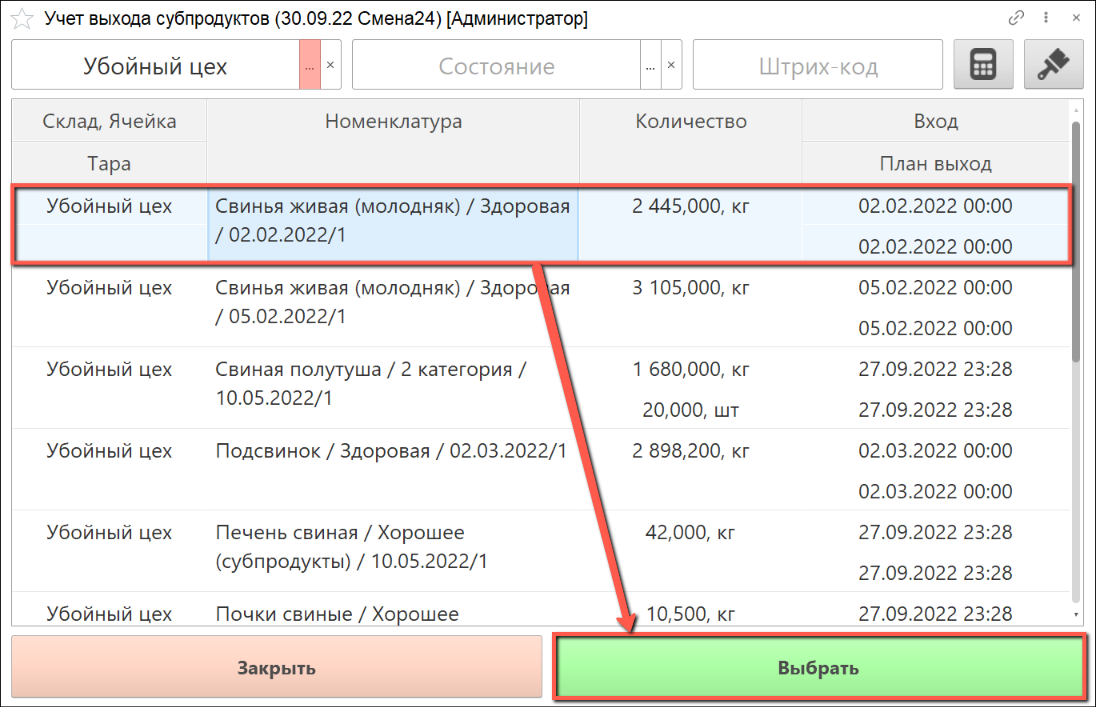 Учет выхода субпродуктов (30.09.22 Смена24) [Администратор]
Убойный цех ... × Состояние ... × Штрих-код
Склад, Ячейка Номенклатура Количество Вход
Тара План выход
Убойный цех Свинья живая (молодняк) / Здоровая 2 445,000, кг 02.02.2022 00:00
/ 02.02.2022/1 02.02.2022 00:00
Убойный цех Свинья живая (молодняк) / Здоровая 3 105,000, кг 05.02.2022 00:00
/ 05.02.2022/1 05.02.2022 00:00
Убойный цех Свиная полутуша / 2 категория / 1 680,000, кг 27.09.2022 23:28
10.05.2022/1 20,000, шт 27.09.2022 23:28
Убойный цех Подсвинок / Здоровая / 02.03.2022/1 2 898,200, кг 02.03.2022 00:00
02.03.2022 00:00
Убойный цех Печень свиная / Хорошее 42,000, кг 27.09.2022 23:28
(субпродукты) / 10.05.2022/1 27.09.2022 23:28
Убойный цех Почки свиные / Хорошее 10,500, кг 27.09.2022 23:28
Закрыть Выбрать